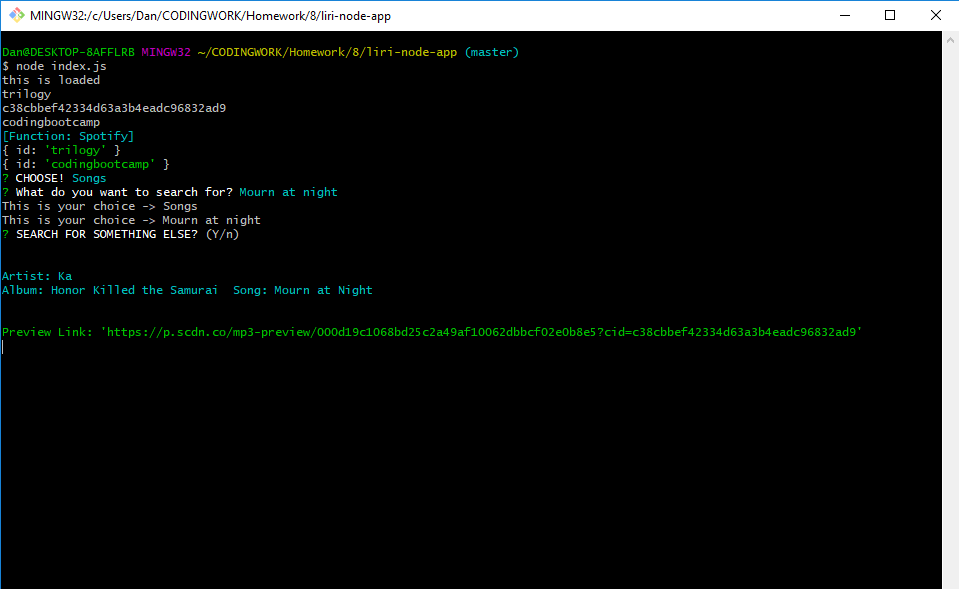 MINGW32:/c/Users/Dan/CODINGWORK/Homework/8/liri-node-app
Dan@DESKTOP-8AFFLRB MINGW32 ~/CODINGWORK/Homework/8/liri-node-app (master)
$ node index.js
this is loaded
trilogy
c38cbbef42334d63a3b4eadc96832ad9
codingbootcamp
[Function: Spotify]
{ id: 'trilogy' }
{ id: 'codingbootcamp' }
? CHOOSE! Songs
? What do you want to search for? Mourn at night
This is your choice -> Songs
This is your choice -> Mourn at night
? SEARCH FOR SOMETHING ELSE? (Y/n)
Artist: Ka
Album: Honor Killed the Samurai  Song: Mourn at Night
Preview Link: 'https://p.scdn.co/mp3-preview/000d19c1068bd25c2a49af10062dbbcf02e0b8e5?cid=c38cbbef42334d63a3b4eadc96832ad9'